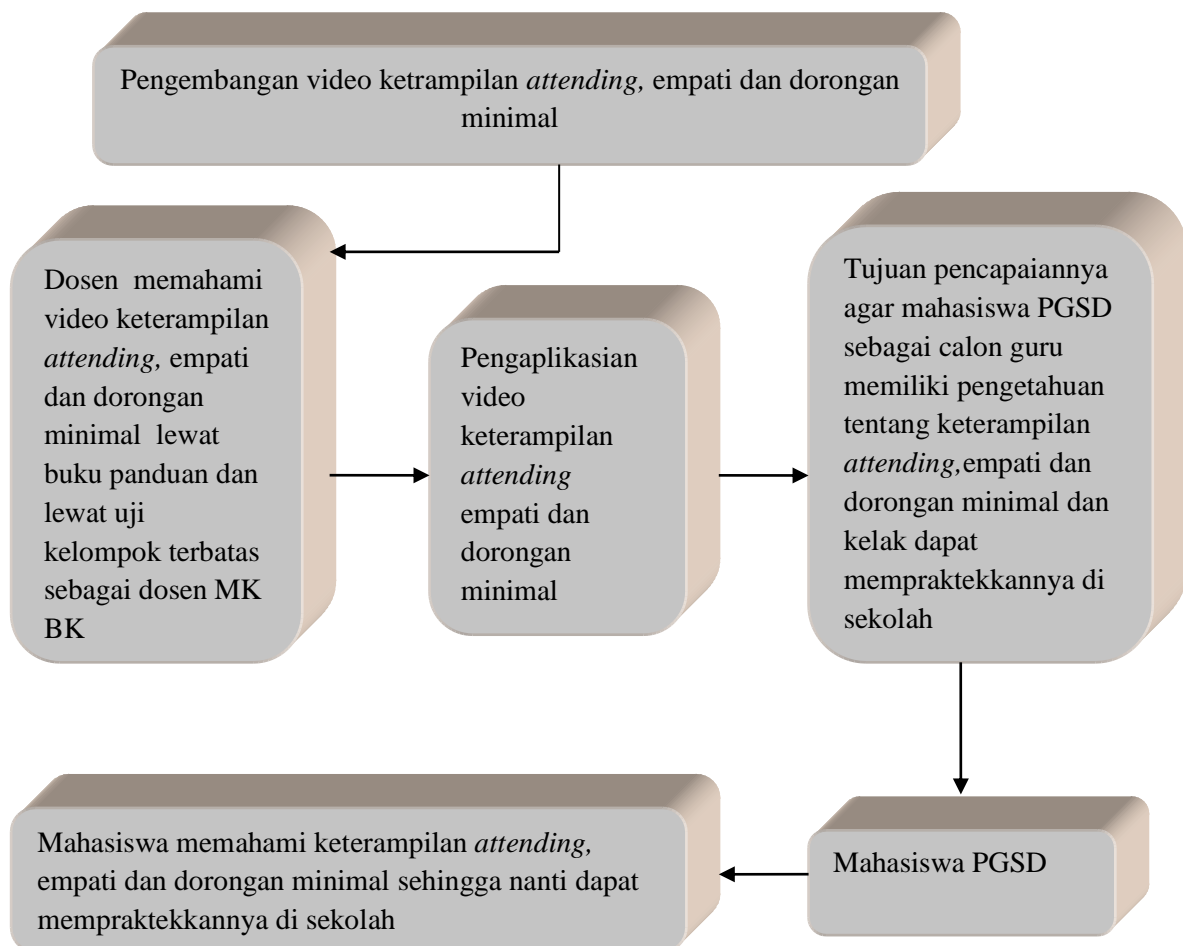 Pengembangan video ketrampilan attending, empati dan dorongan
minimal
Dosen memahami
video keterampilan
attending, empati
dan dorongan
minimal lewat
buku panduan dan
lewat uji
kelompok terbatas
sebagai dosen MK
BK
Pengaplikasian
video
keterampilan
attending
empati dan
dorongan
minimal
Tujuan pencapaiannya
agar mahasiswa PGSD
sebagai calon guru
memiliki pengetahuan
tentang keterampilan
attending,empati dan
dorongan minimal dan
kelak dapat
mempraktekkannya di
sekolah
Mahasiswa PGSD
Mahasiswa memahami keterampilan attending,
empati dan dorongan minimal sehingga nanti dapat
mempraktekkannya di sekolah